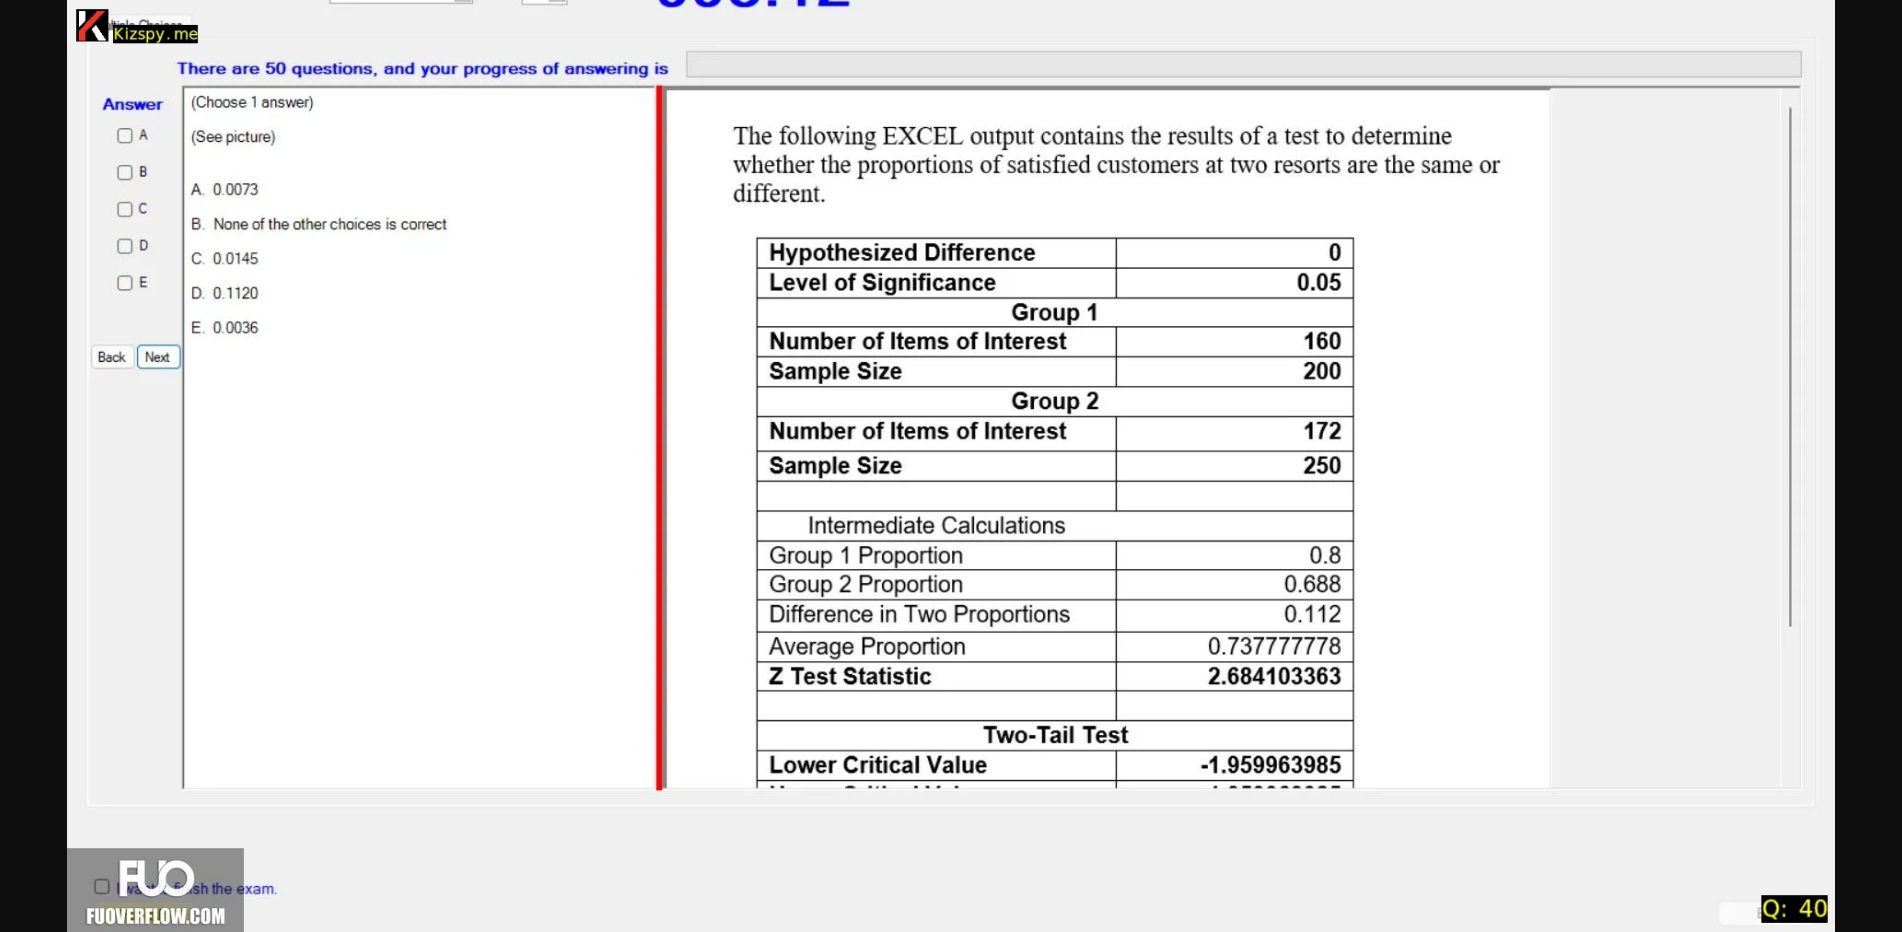 Kizspy.me
There are 50 questions, and your progress of answering is
Answer
A
B
C
D
E
Back
Next
(Choose 1 answer)
(See picture)
A. 0.0073
B. None of the other choices is correct
C. 0.0145
D. 0.1120
E. 0.0036
The following EXCEL output contains the results of a test to determine
whether the proportions of satisfied customers at two resorts are the same or
different.
Hypothesized Difference 0
Level of Significance 0.05
Group 1
Number of Items of Interest 160
Sample Size 200
Group 2
Number of Items of Interest 172
Sample Size 250
Intermediate Calculations
Group 1 Proportion 0.8
Group 2 Proportion 0.688
Difference in Two Proportions 0.112
Average Proportion 0.737777778
Z Test Statistic 2.684103363
Two-Tail Test
Lower Critical Value -1.959963985
FUO
the exam.
FUOVERFLOW.COM
Q: 40